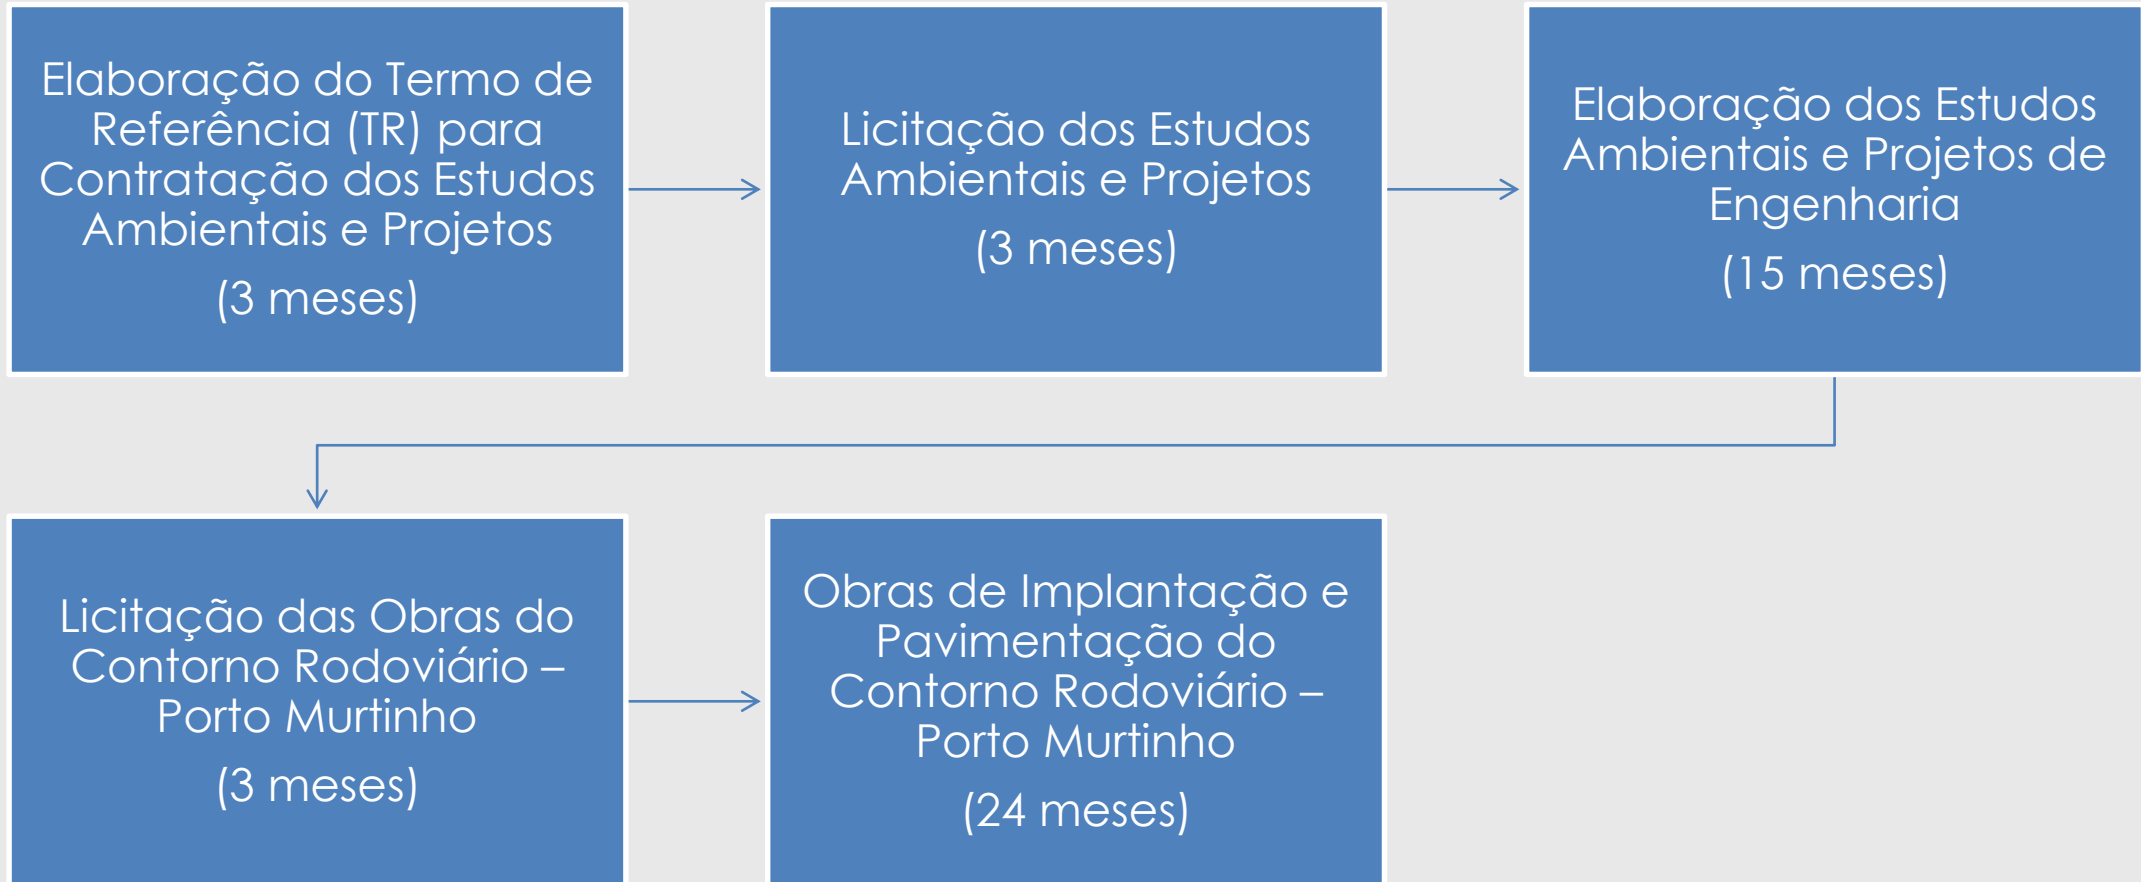 Elaboração do Termo de
Referência (TR) para
Contratação dos Estudos
Ambientais e Projetos
(3 meses)
Licitação dos Estudos
Ambientais e Projetos
(3 meses)
Elaboração dos Estudos
Ambientais e Projetos de
Engenharia
(15 meses)
Licitação das Obras do
Contorno Rodoviário –
Porto Murtinho
(3 meses)
Obras de Implantação e
Pavimentação do
Contorno Rodoviário –
Porto Murtinho
(24 meses)